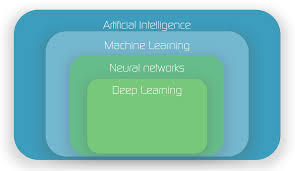 Artificial Intelligence
Machine Learning
Neural networks
Deep Learning